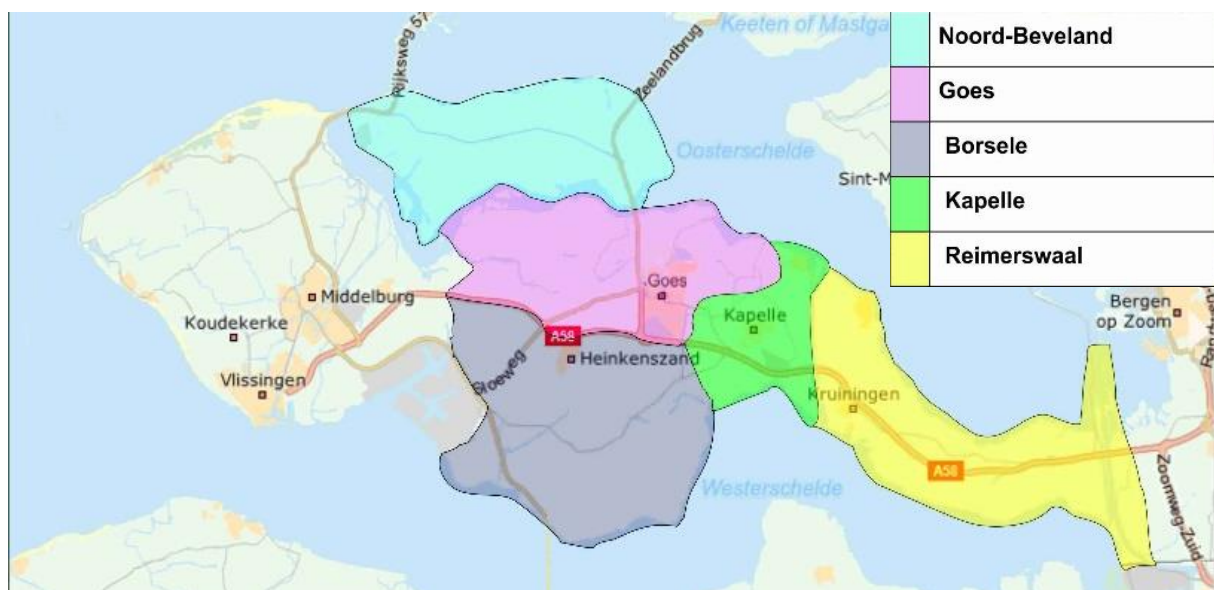 Rijksweg 57
Zeelandbrug
Keeten of Mastga
Noord-Beveland
Goes
Borsele
Kapelle
Reimerswaal
Oosterschelde
Sint-M
Goes
Middelburg
Koudekerke
Kapelle
Bergen
op Zoom
A58
Heinkenszand
Sloeweg
Vlissingen
Kruiningen
A58
Westerschelde
Zoomweg-Zuid